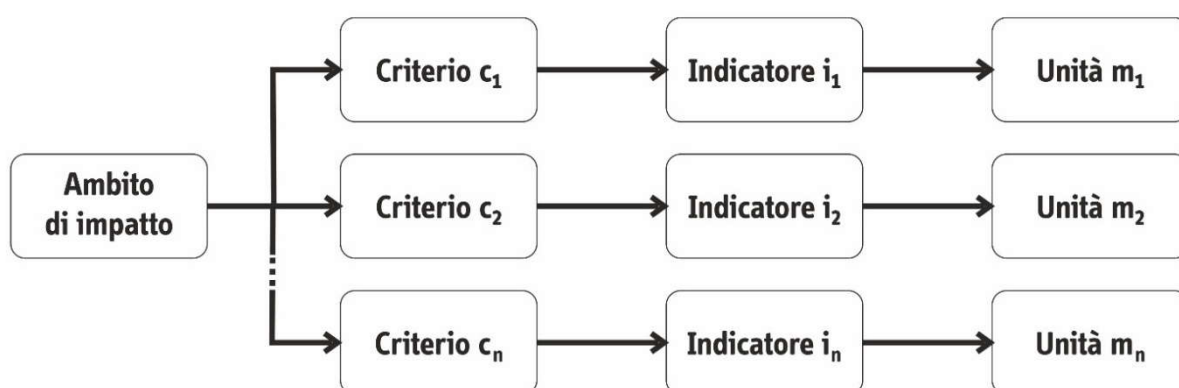 Criterio c₁
Indicatore i₁
Unità m₁
Ambito
di impatto
Criterio c₂
Indicatore i₂
Unità m₂
Criterio cₙ
Indicatore iₙ
Unità mₙ